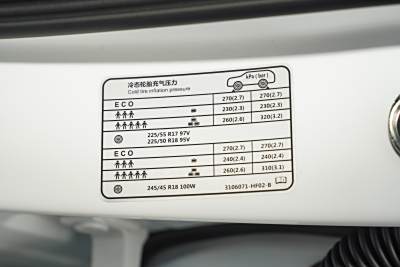 冷态轮胎充气压力
Cold tire inflation pressure
kPa ( bar )
ECO 270(2.7) 270(2.7)
230(2.3) 230(2.3)
260(2.6) 320(3.2)
225/55 R17 97V
225/50 R18 95V
ECO 270(2.7) 270(2.7)
240(2.4) 240(2.4)
260(2.6) 310(3.1)
245/45 R18 100W 3106071-HF02-B